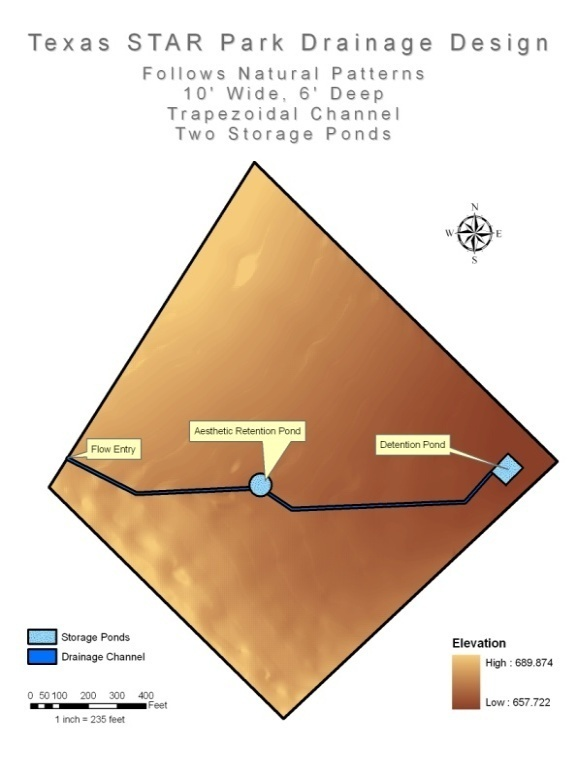 Texas STAR Park Drainage Design
Follows Natural Patterns
10' Wide, 6' Deep
Trapezoidal Channel
Two Storage Ponds
N
W E
S
Aesthetic Retention Pond
Flow Entry
Detention Pond
Storage Ponds
Drainage Channel
0 50 100 200 300 400
Feet
1 inch = 235 feet
Elevation
High : 689.874
Low : 657.722